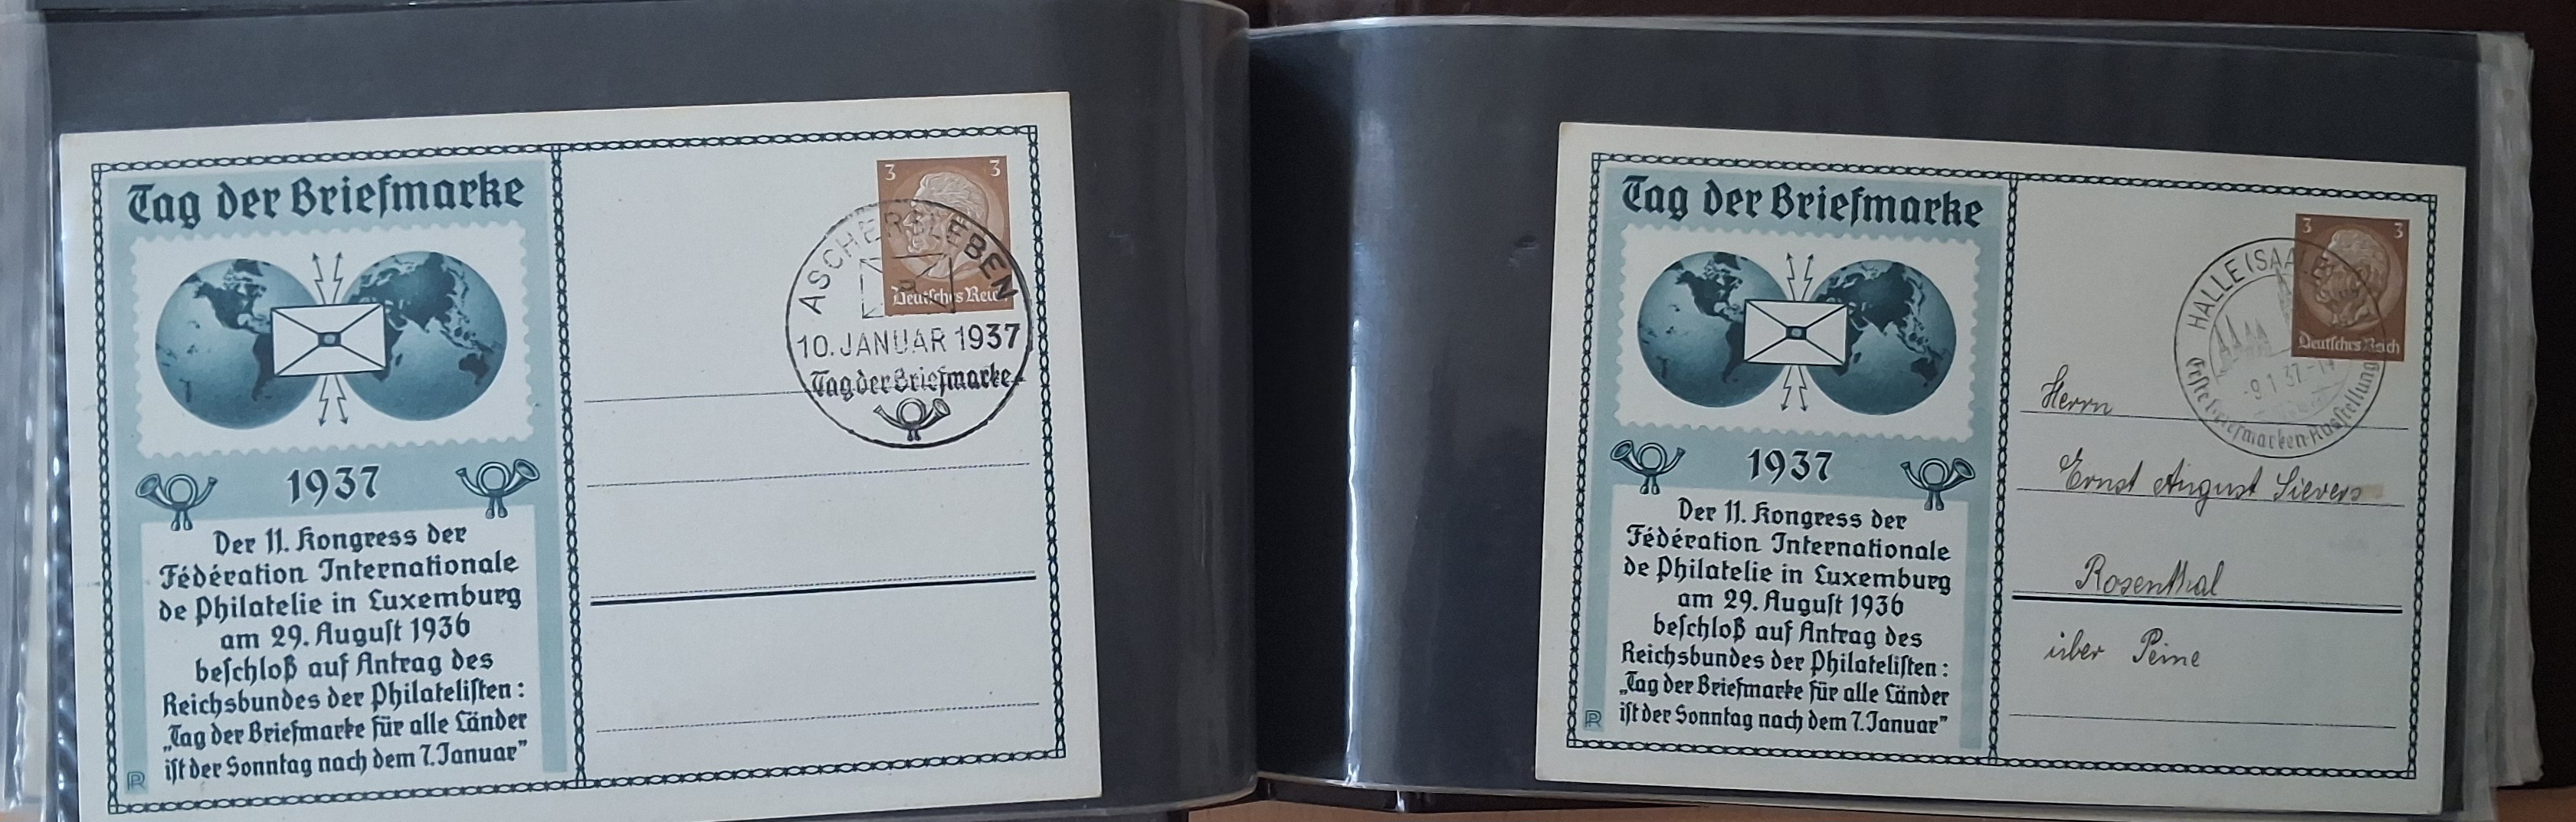 Tag der Briefmarke
1937
Der 11. Kongress der
Fédération Internationale
de Philatelie in Luxemburg
am 29. August 1936
beschloß auf Antrag des
Reichsbundes der Philatelisten:
„Tag der Briefmarke für alle Länder
ist der Sonntag nach dem 7. Januar"
PR
3 3
Deutsches Reich
ASCHERSLEBEN
10. JANUAR 1937
Tag der Briefmarke
Tag der Briefmarke
1937
Der 11. Kongress der
Fédération Internationale
de Philatelie in Luxemburg
am 29. August 1936
beschloß auf Antrag des
Reichsbundes der Philatelisten:
„Tag der Briefmarke für alle Länder
ist der Sonntag nach dem 7. Januar"
PR
3 3
Deutsches Reich
HALLE (SAALE)
-9.1.37.-
Briefmarken-Ausstellung
Herrn
Ernst August Sievers
Rosenthal
über Peine